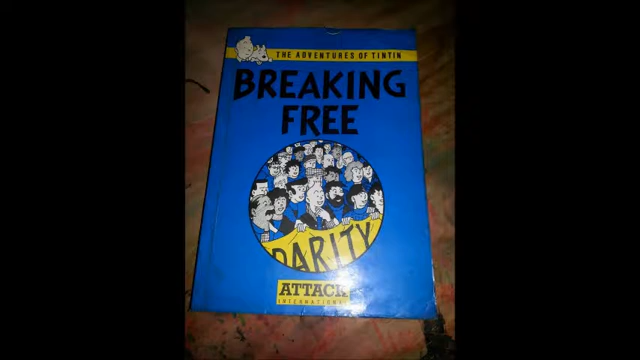 THE ADVENTURES OF TINTIN
BREAKING
FREE
DARITY
ATTACK
INTERNATIONAL